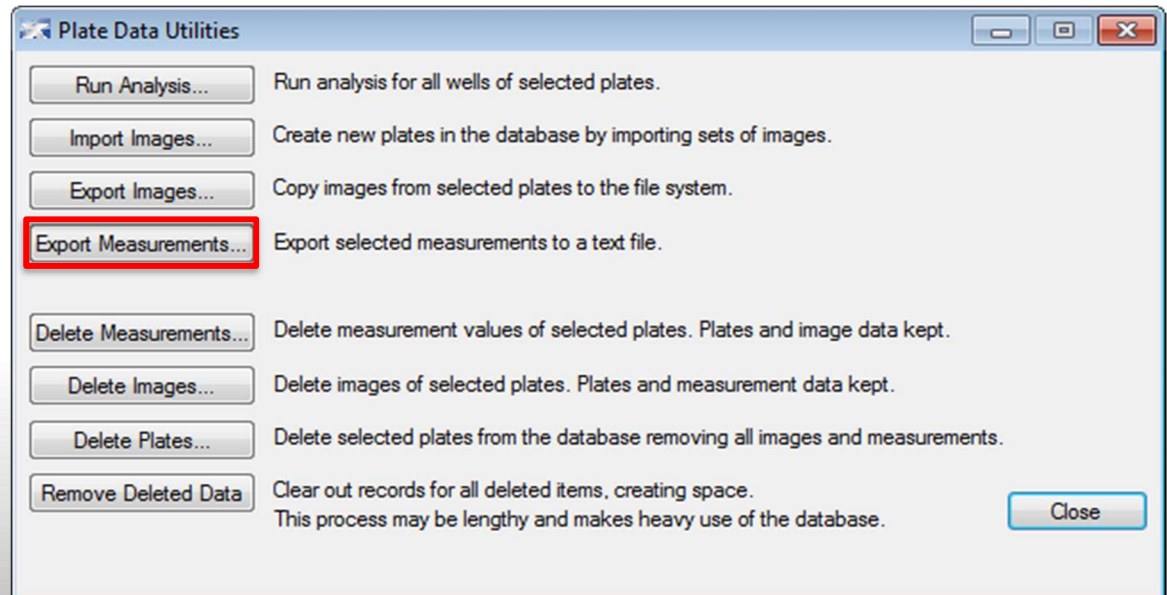 Plate Data Utilities
Run Analysis... Run analysis for all wells of selected plates.
Import Images... Create new plates in the database by importing sets of images.
Export Images... Copy images from selected plates to the file system.
Export Measurements... Export selected measurements to a text file.
Delete Measurements... Delete measurement values of selected plates. Plates and image data kept.
Delete Images... Delete images of selected plates. Plates and measurement data kept.
Delete Plates... Delete selected plates from the database removing all images and measurements.
Remove Deleted Data Clear out records for all deleted items, creating space.
This process may be lengthy and makes heavy use of the database.
Close